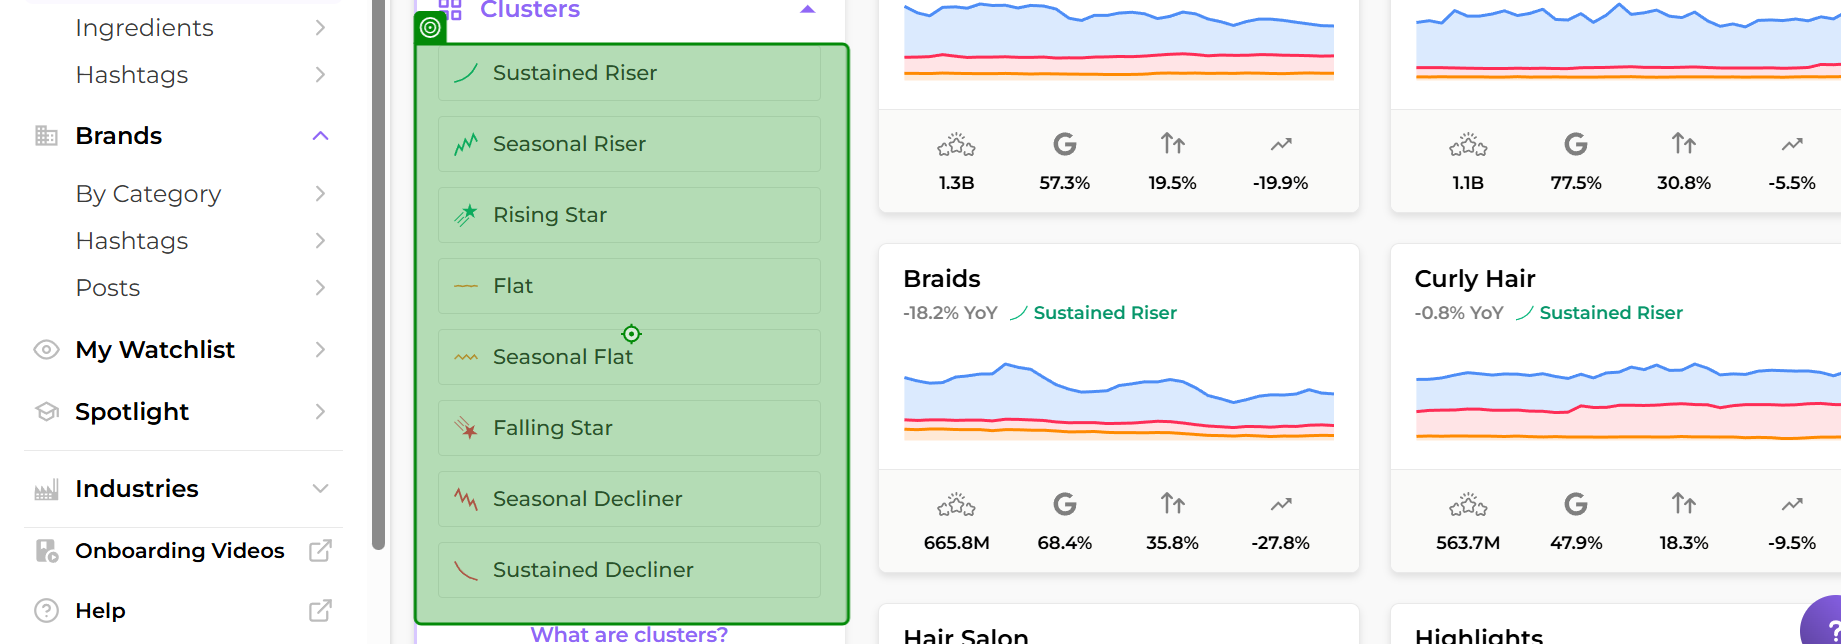 Ingredients
Hashtags
Brands
By Category
Hashtags
Posts
My Watchlist
Spotlight
Industries
Onboarding Videos
Help
Clusters
Sustained Riser
Seasonal Riser
Rising Star
Flat
Seasonal Flat
Falling Star
Seasonal Decliner
Sustained Decliner
What are clusters?
1.3B 57.3% 19.5% -19.9%
1.1B 77.5% 30.8% -5.5%
Braids
-18.2% YoY Sustained Riser
665.8M 68.4% 35.8% -27.8%
Curly Hair
-0.8% YoY Sustained Riser
563.7M 47.9% 18.3% -9.5%
Hair Salon
Highlights
?